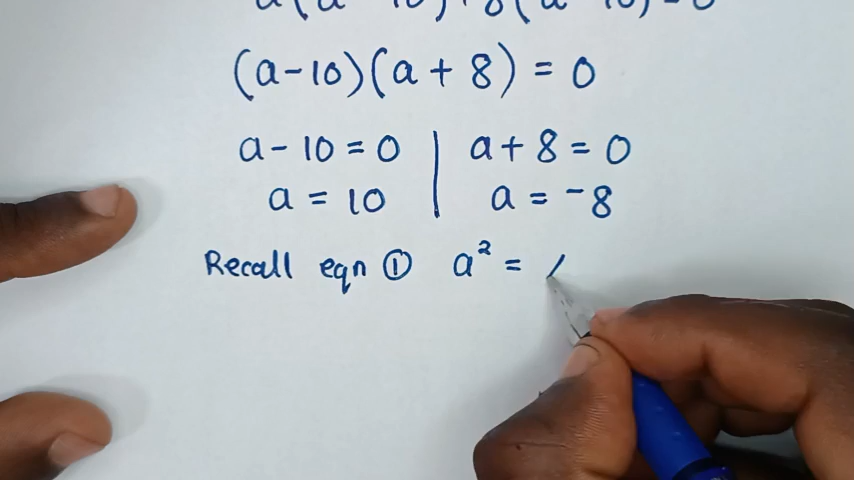 (a-10)(a+8) = 0
a-10=0 | a+8=0
a=10 | a=-8
Recall eqn ① a² =